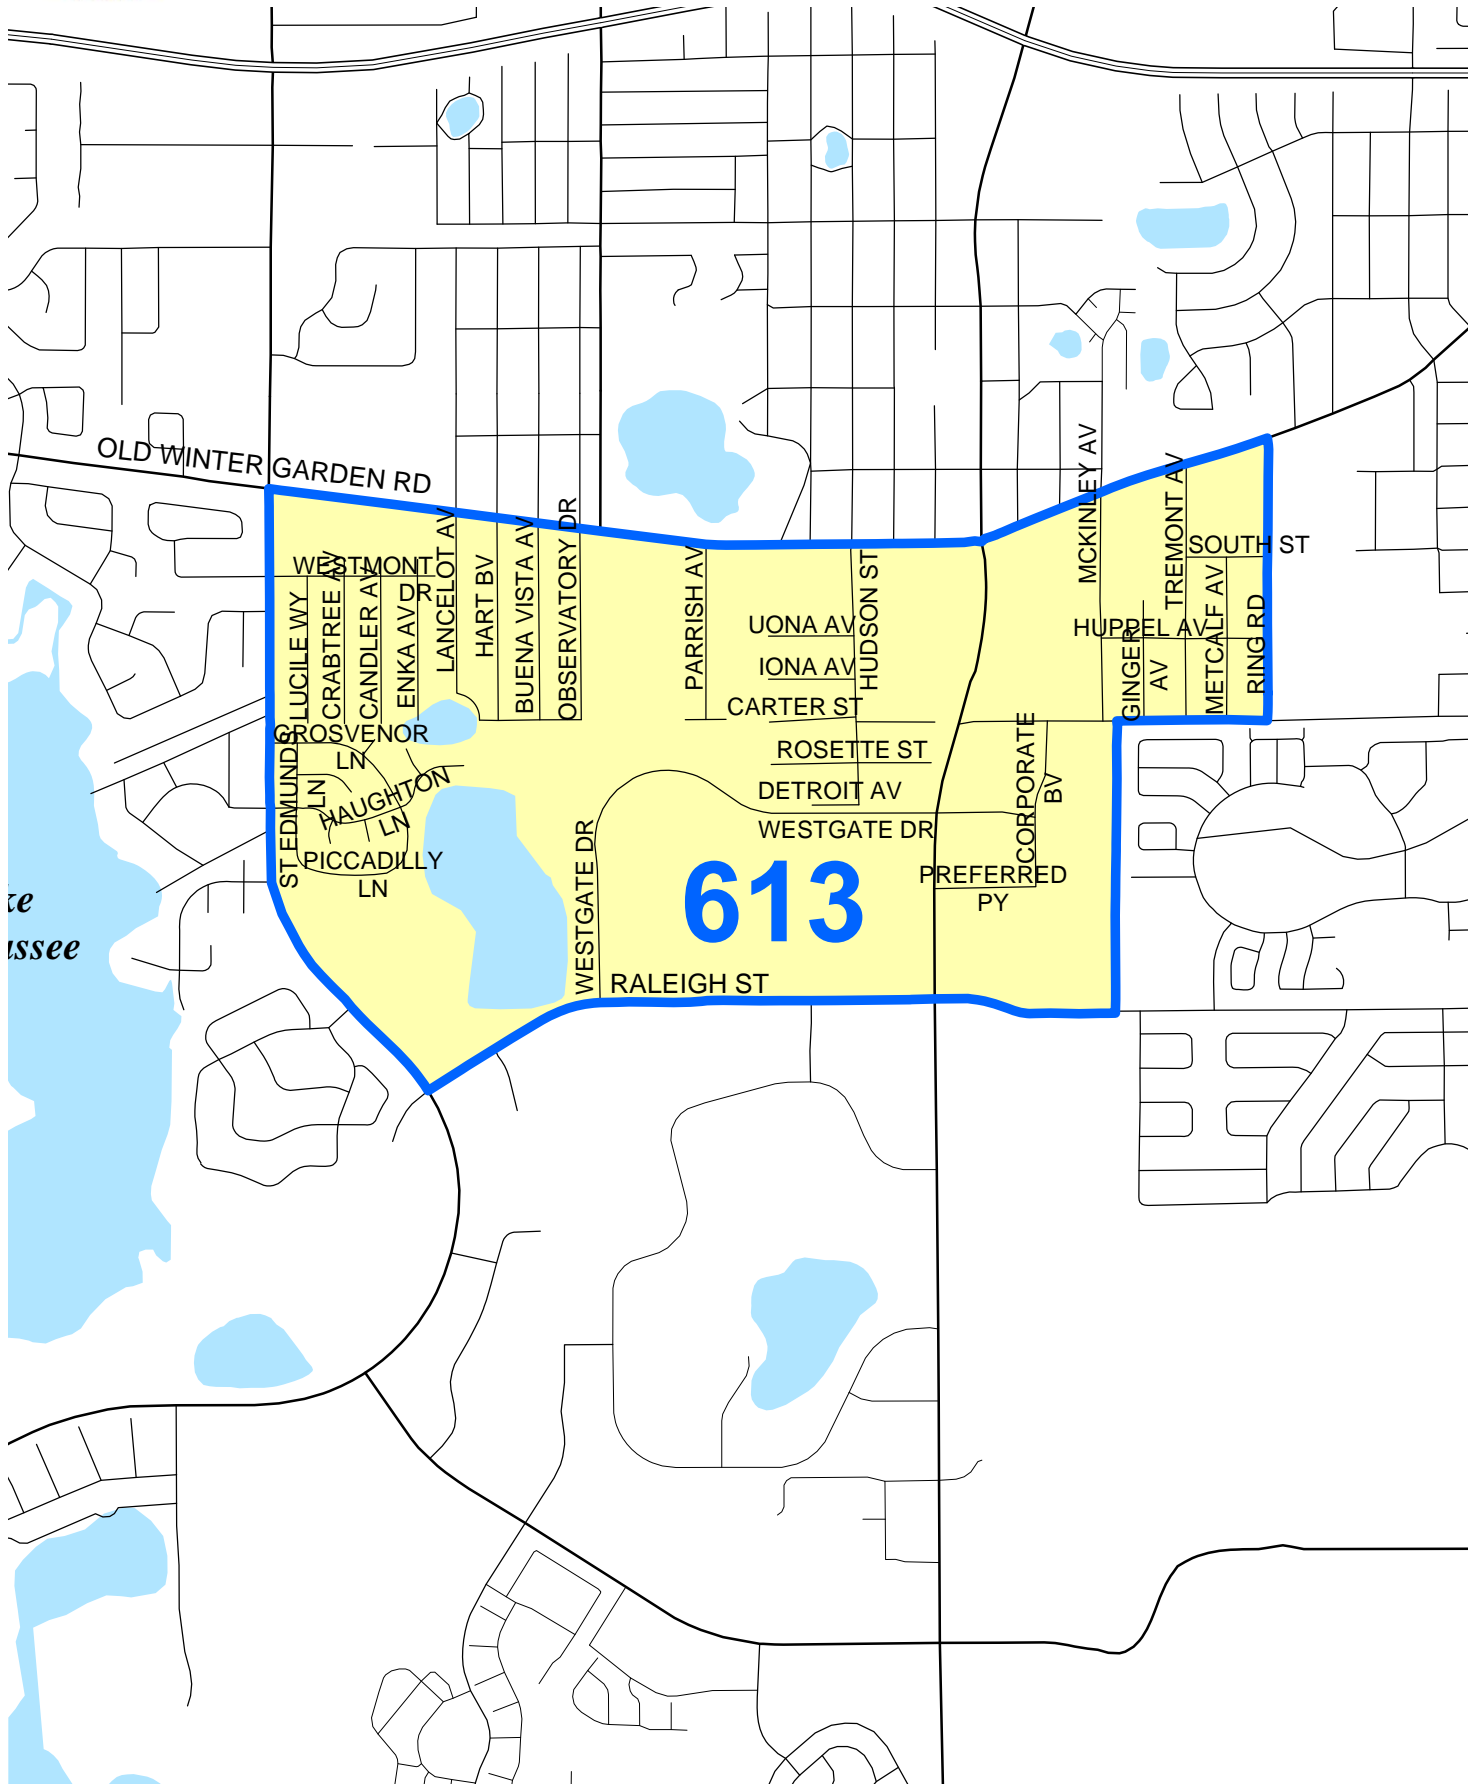 OLD WINTER GARDEN RD
MCKINLEY AV
TREMONT AV
SOUTH ST
WESTMONT
DR
LANCELOT AV
HART BV
BUENA VISTA AV
OBSERVATORY DR
PARRISH AV
HUDSON ST
LUCILE WY
CRABTREE AV
CANDLER AV
ENKA AV
UONA AV
IONA AV
CARTER ST
HUPPEL AV
GINGER
AV
METCALF AV
RING RD
GROSVENOR
LN
ST EDMUNDS
LN
HAUGHTON
LN
PICCADILLY
LN
ROSETTE ST
DETROIT AV
WESTGATE DR
CORPORATE
BV
PREFERRED
PY
WESTGATE DR
613
RALEIGH ST
ke
ssee